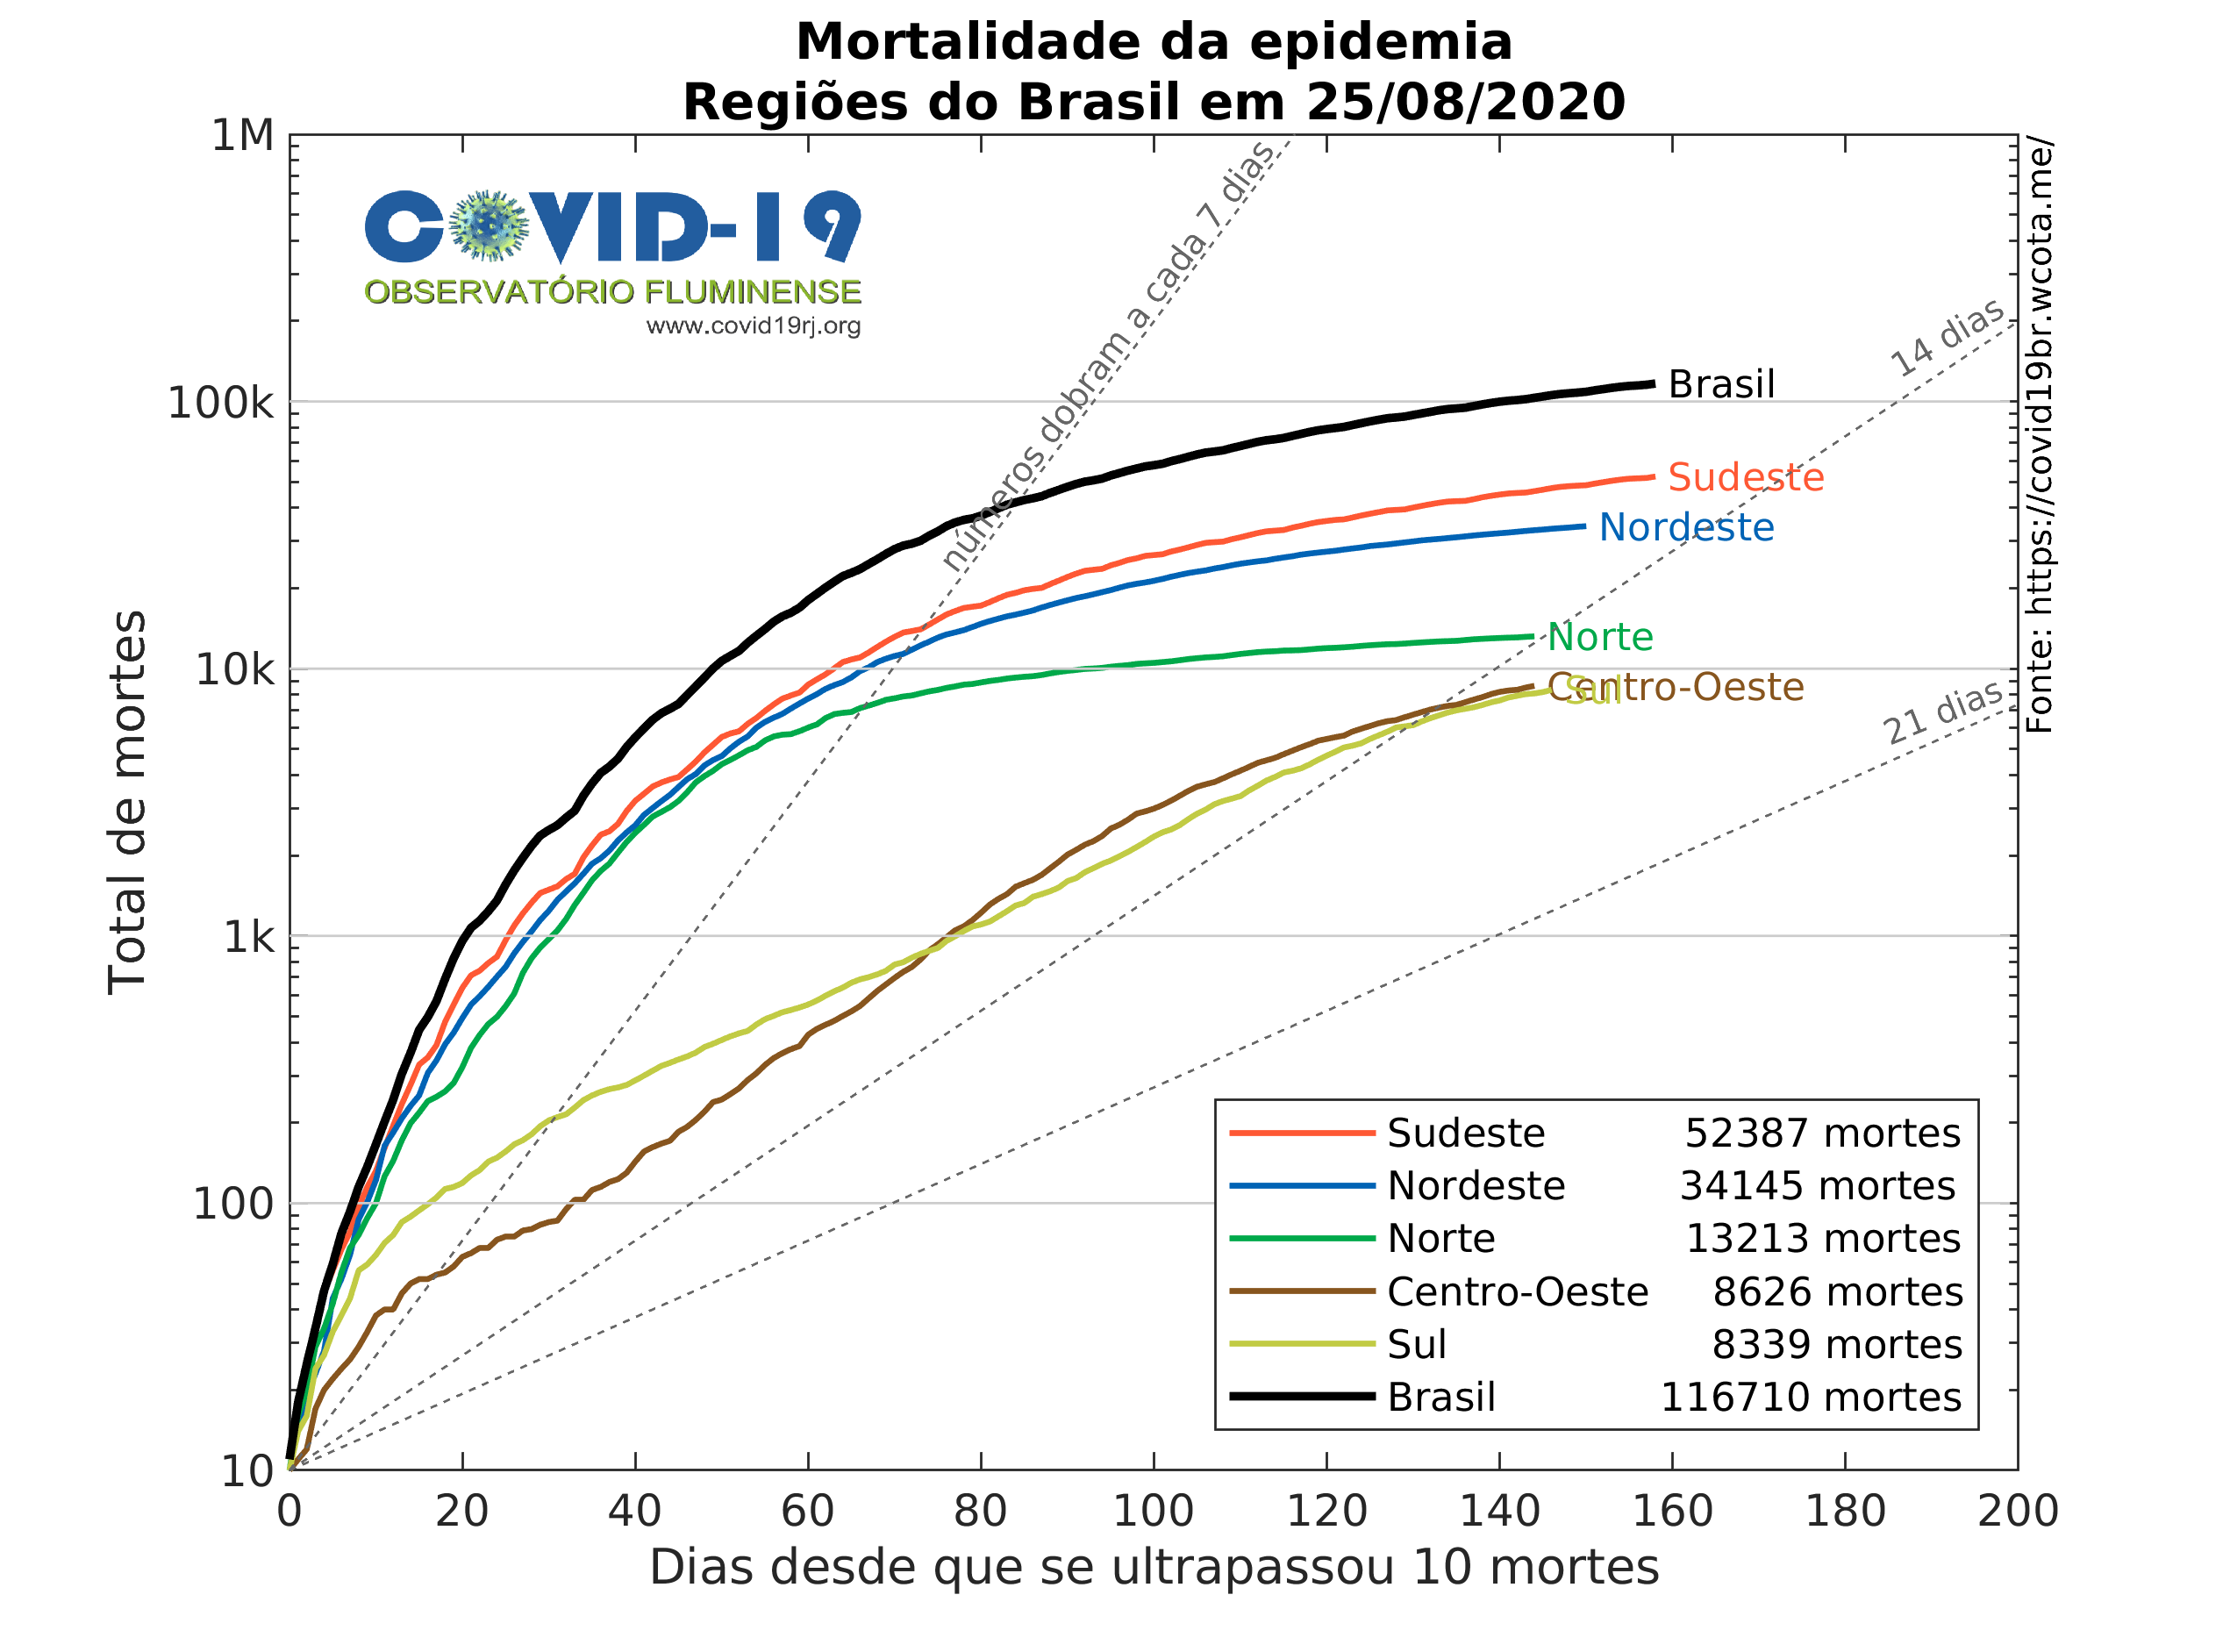 Mortalidade da epidemia
Regiões do Brasil em 25/08/2020
1M
100k
10k
1k
100
10
Total de mortes
COVID-19
OBSERVATÓRIO FLUMINENSE
www.covid19rj.org
números dobram a cada 7 dias
14 dias
21 dias
Brasil
Sudeste
Nordeste
Norte
Centro-Oeste
Sul
Fonte: https://covid19br.wcota.me/
Sudeste 52387 mortes
Nordeste 34145 mortes
Norte 13213 mortes
Centro-Oeste 8626 mortes
Sul 8339 mortes
Brasil 116710 mortes
0 20 40 60 80 100 120 140 160 180 200
Dias desde que se ultrapassou 10 mortes